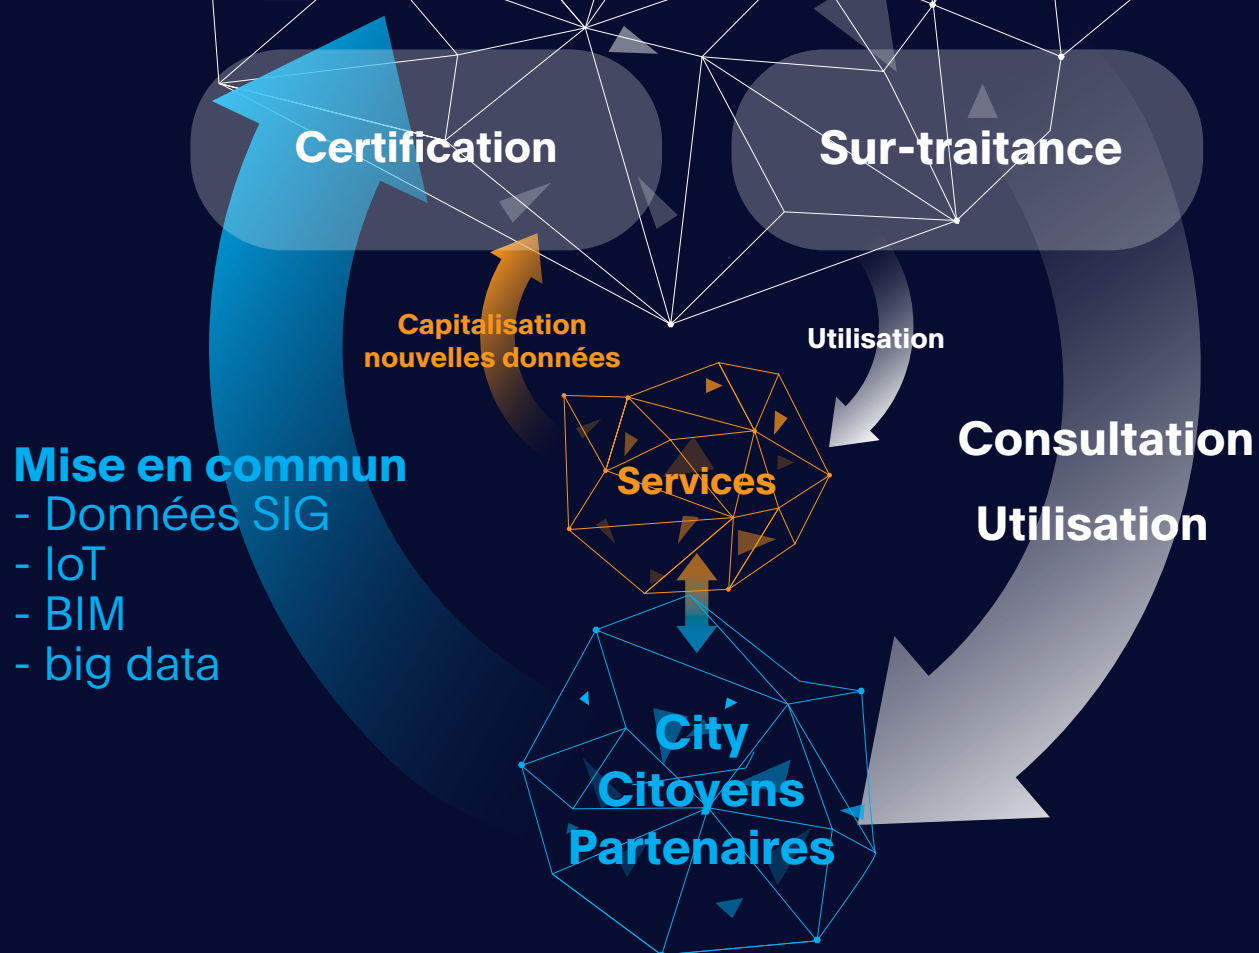 Certification
Sur-traitance
Capitalisation
nouvelles données
Utilisation
Services
Mise en commun
- Données SIG
- IoT
- BIM
- big data
Consultation
Utilisation
City
Citoyens
Partenaires